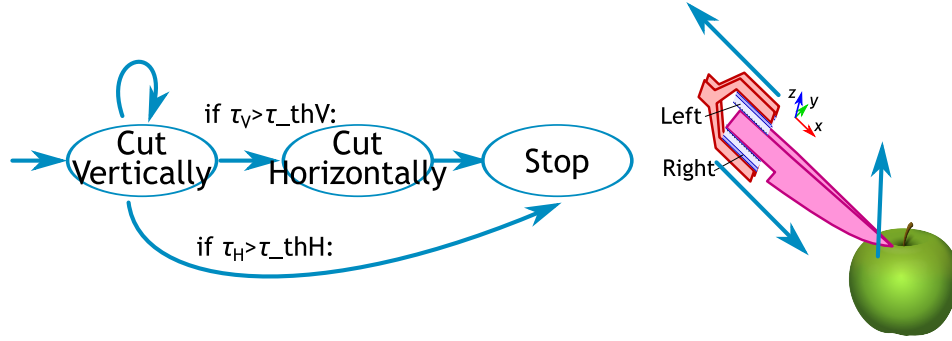 if τV>τ_thV:
Cut
Vertically
Cut
Horizontally
Stop
if τH>τ_thH:
Left
Right
z
y
x